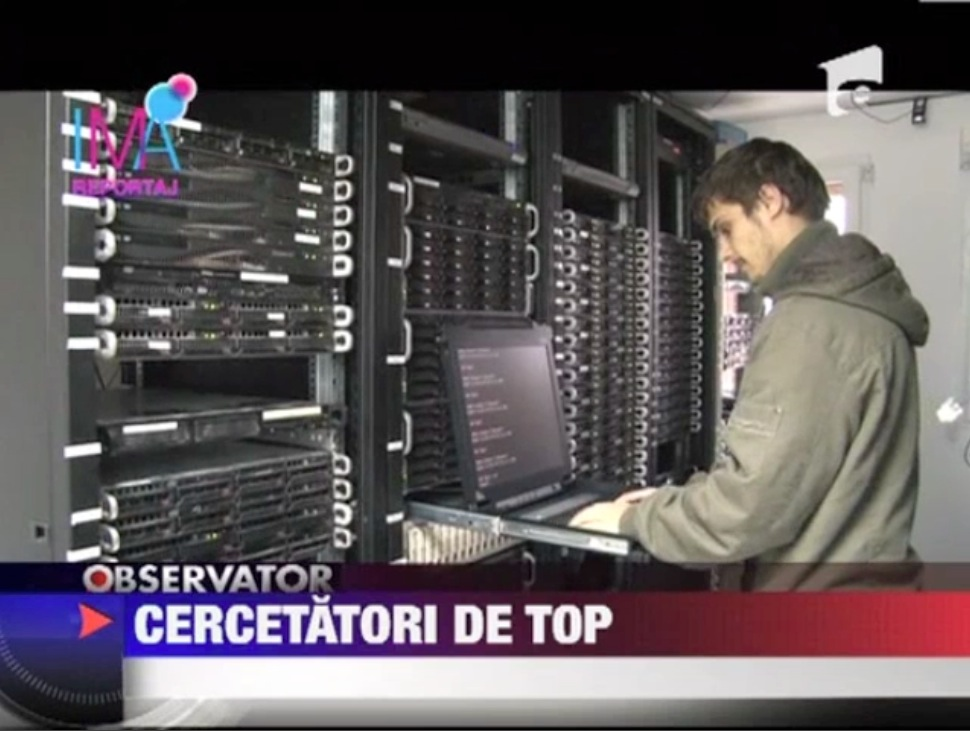 IMA
REPORTAJ
OBSERVATOR
CERCETĂTORI DE TOP